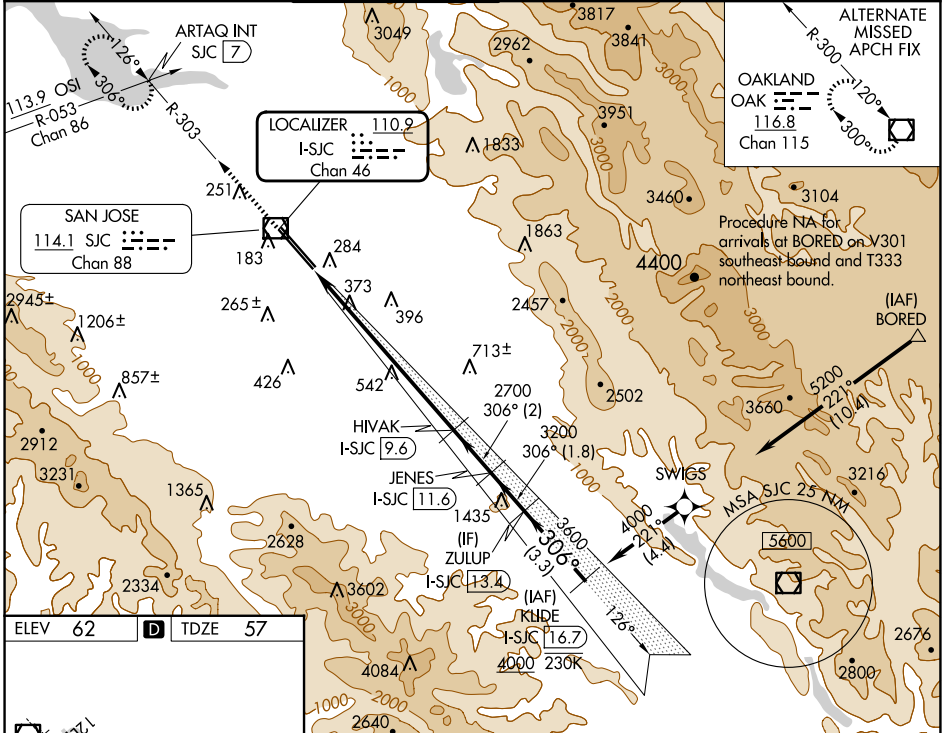 3049
3817
3841
2962
ALTERNATE
MISSED
APCH FIX
R-300
120°
300°
OAKLAND
OAK
116.8
Chan 115
ARTAQ INT
SJC 7
126°
306°
113.9 OSI
R-053
Chan 86
R-303
1000
LOCALIZER 110.9
I-SJC
Chan 46
3951
3000
1833
3460
3104
251
SAN JOSE
114.1 SJC
Chan 88
183
284
1863
Procedure NA for
arrivals at BORED on V301
southeast bound and T333
northeast bound.
4400
2945±
1206±
265±
373
396
2457
2000
3000
(IAF)
BORED
1000
857±
426
542
713±
2502
3660
5200
221°
(10.4)
2700
306° (2)
HIVAK
I-SJC 9.6
3200
306° (1.8)
2912
3231
JENES
I-SJC 11.6
1000
SWIGS
3216
1365
1435
4000
221°
(4.4)
MSA SJC 25 NM
5600
2628
(IF)
ZULUP
I-SJC 13.4
306°
(3.3)
3600
2334
3602
3000
(IAF)
KLIDE
I-SJC 16.7
4000 230K
126°
2676
2800
ELEV 62 D TDZE 57
4084
1000
2000
2640
1000